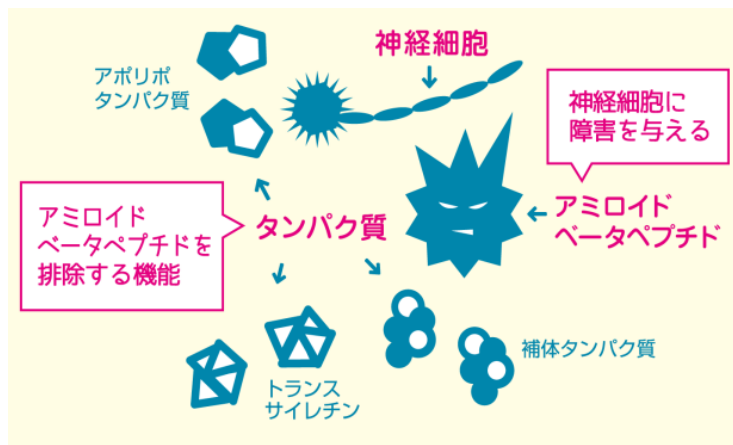 神経細胞
アポリポ
タンパク質
神経細胞に
障害を与える
アミロイド
ベータペプチド
アミロイド
ベータペプチドを
排除する機能
タンパク質
補体タンパク質
トランス
サイレチン